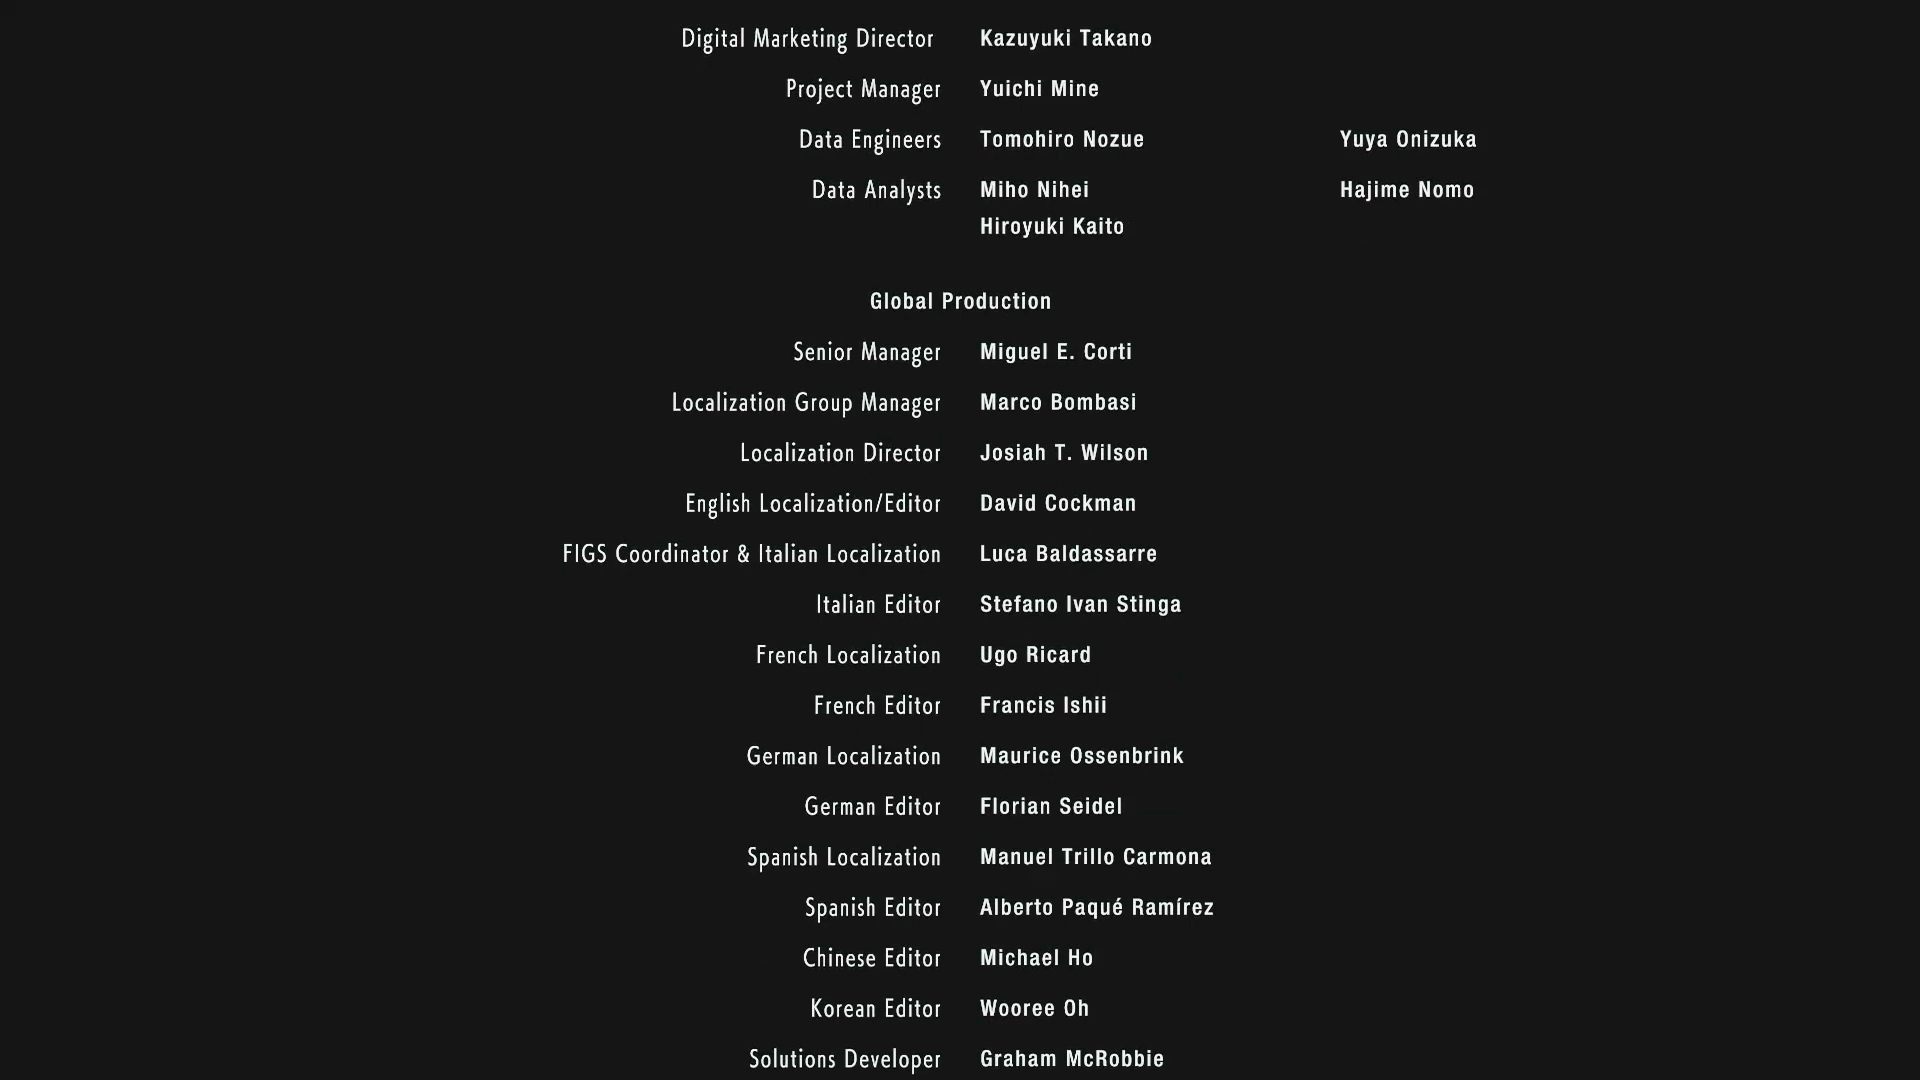 Digital Marketing Director Kazuyuki Takano
Project Manager Yuichi Mine
Data Engineers Tomohiro Nozue Yuya Onizuka
Data Analysts Miho Nihei Hajime Nomo
Hiroyuki Kaito
Global Production
Senior Manager Miguel E. Corti
Localization Group Manager Marco Bombasi
Localization Director Josiah T. Wilson
English Localization/Editor David Cockman
FIGS Coordinator & Italian Localization Luca Baldassarre
Italian Editor Stefano Ivan Stinga
French Localization Ugo Ricard
French Editor Francis Ishii
German Localization Maurice Ossenbrink
German Editor Florian Seidel
Spanish Localization Manuel Trillo Carmona
Spanish Editor Alberto Paqué Ramírez
Chinese Editor Michael Ho
Korean Editor Wooree Oh
Solutions Developer Graham McRobbie